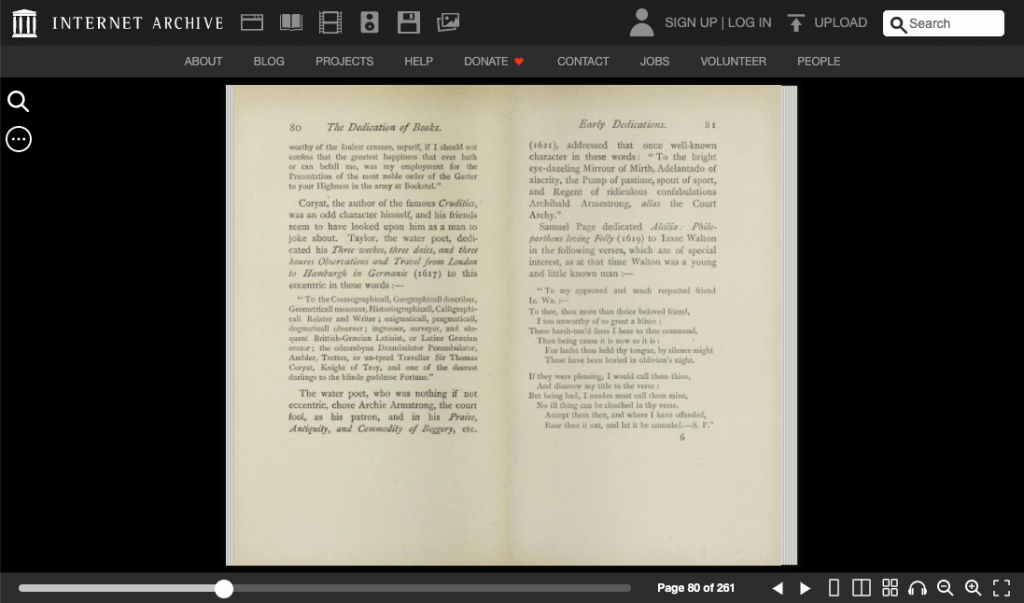 INTERNET ARCHIVE
SIGN UP | LOG IN
UPLOAD
Search
ABOUT
BLOG
PROJECTS
HELP
DONATE
CONTACT
JOBS
VOLUNTEER
PEOPLE
80 The Dedication of Books.
worthy of the foulest censure, myself, if I should not
confess that the greatest happiness that ever hath
or can befall me, was my employment for the
Presentation of the most noble order of the Garter
to your Highness in the army at Bockstal."
Coryat, the author of the famous Crudities,
was an odd character himself, and his friends
seem to have looked upon him as a man to
joke about. Taylor, the water poet, dedi-
cated his Three weekes, three daies, and three
houres Observations and Travel from London
to Hamburgh in Germanie (1617) to this
eccentric in these words :—
"To the Cosmographicall, Geographicall describer,
Geometricall measurer, Historiographicall, Calligraphi-
call Relater and Writer ; enigmaticall, pragmaticall,
dogmaticall observer ; ingrosser, surveyer, and elo-
quent Brittish-Græcian Latinist, or Latine Græcian
orator ; the odcumbyan Deambulator Perambulator,
Ambler, Trotter, or un-tyred Traveller Sir Thomas
Coryat, Knight of Troy, and one of the deerest
darlings to the blinde goddesse Fortune."
The water poet, who was nothing if not
eccentric, chose Archie Armstrong, the court
fool, as his patron, and in his Praise,
Antiquity, and Commodity of Beggery, etc.
Early Dedications. 81
(1621), addressed that once well-known
character in these words : "To the bright
eye-dazeling Mirrour of Mirth, Adelantado of
alacrity, the Pump of pastime, spout of sport,
and Regent of ridiculous confabulations
Archibald Armstrong, alias the Court
Archy."
Samuel Page dedicated Alcilia : Philo-
parthens loving Folly (1619) to Izaac Walton
in the following verses, which are of special
interest, as at that time Walton was a young
and little known man :—
"To my approved and much respected friend
Iz. Wa. :—
To thee, thou more than thrice beloved friend,
I too unworthy of so great a blisse :
These harsh-tun'd lines I here to thee commend,
Thou being cause it is now as it is :
For hadst thou held thy tongue, by silence might
These have been buried in oblivion's night.
If they were pleasing, I would call them thine,
And disavow my title to the verse :
But being bad, I needes must call them mine,
No ill thing can be cloathed in thy verse.
Accept them then, and where I have offended,
Rase thou it out, and let it be amended.—S. P."
6
Page 80 of 261